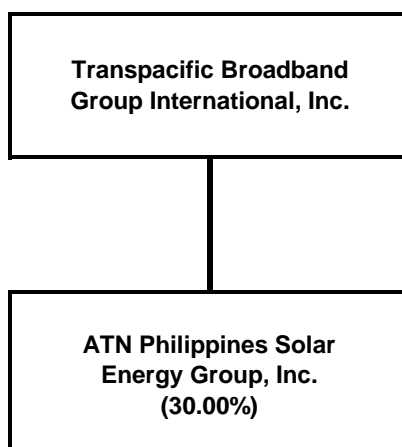 Transpacific Broadband
Group International, Inc.
ATN Philippines Solar
Energy Group, Inc.
(30.00%)